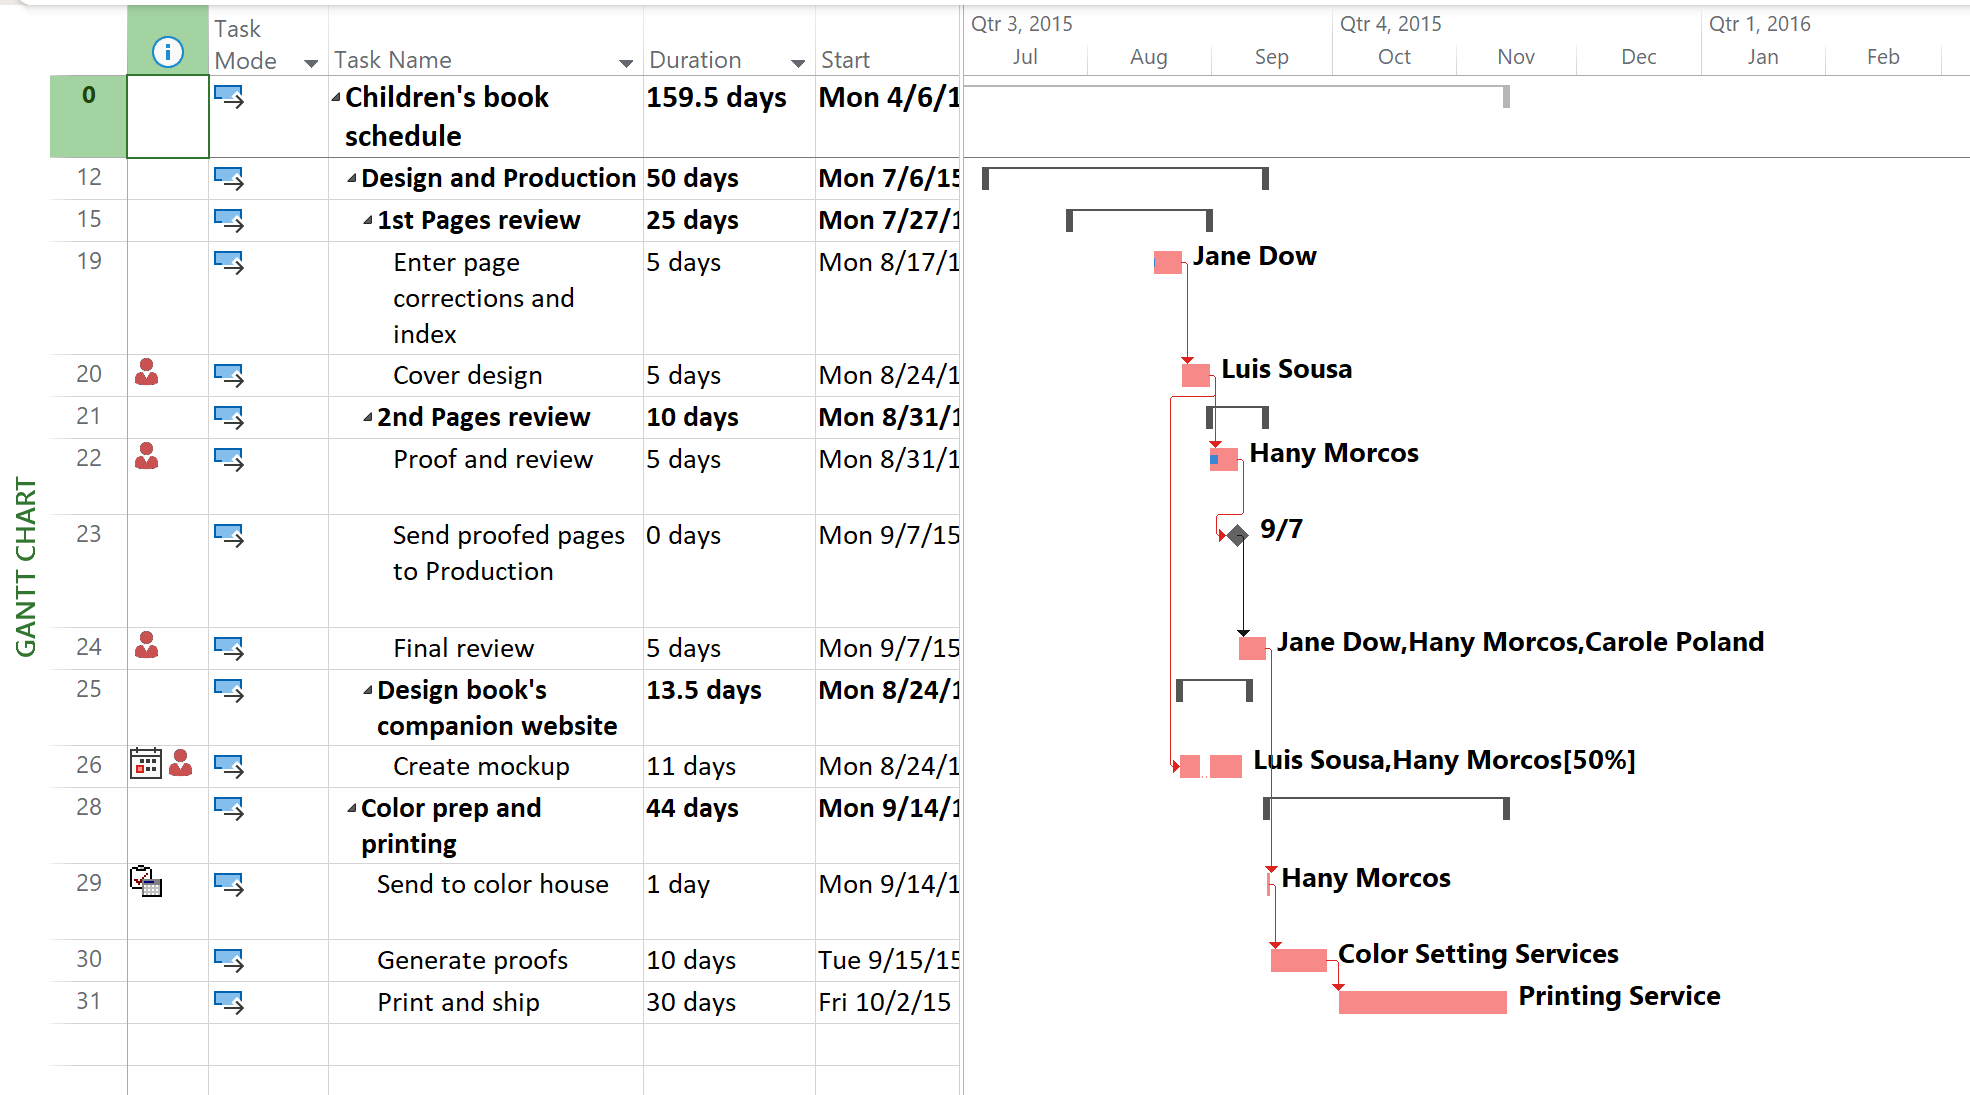 Task Mode
Task Name
Duration
Start
Qtr 3, 2015
Qtr 4, 2015
Qtr 1, 2016
Jul
Aug
Sep
Oct
Nov
Dec
Jan
Feb
GANTT CHART
0
Children's book
schedule
159.5 days
Mon 4/6/1
12
Design and Production
50 days
Mon 7/6/15
15
1st Pages review
25 days
Mon 7/27/1
19
Enter page
corrections and
index
5 days
Mon 8/17/1
Jane Dow
20
Cover design
5 days
Mon 8/24/1
Luis Sousa
21
2nd Pages review
10 days
Mon 8/31/1
22
Proof and review
5 days
Mon 8/31/1
Hany Morcos
23
Send proofed pages
to Production
0 days
Mon 9/7/15
9/7
24
Final review
5 days
Mon 9/7/15
Jane Dow,Hany Morcos,Carole Poland
25
Design book's
companion website
13.5 days
Mon 8/24/1
26
Create mockup
11 days
Mon 8/24/1
Luis Sousa,Hany Morcos[50%]
28
Color prep and
printing
44 days
Mon 9/14/1
29
Send to color house
1 day
Mon 9/14/1
Hany Morcos
30
Generate proofs
10 days
Tue 9/15/15
Color Setting Services
31
Print and ship
30 days
Fri 10/2/15
Printing Service